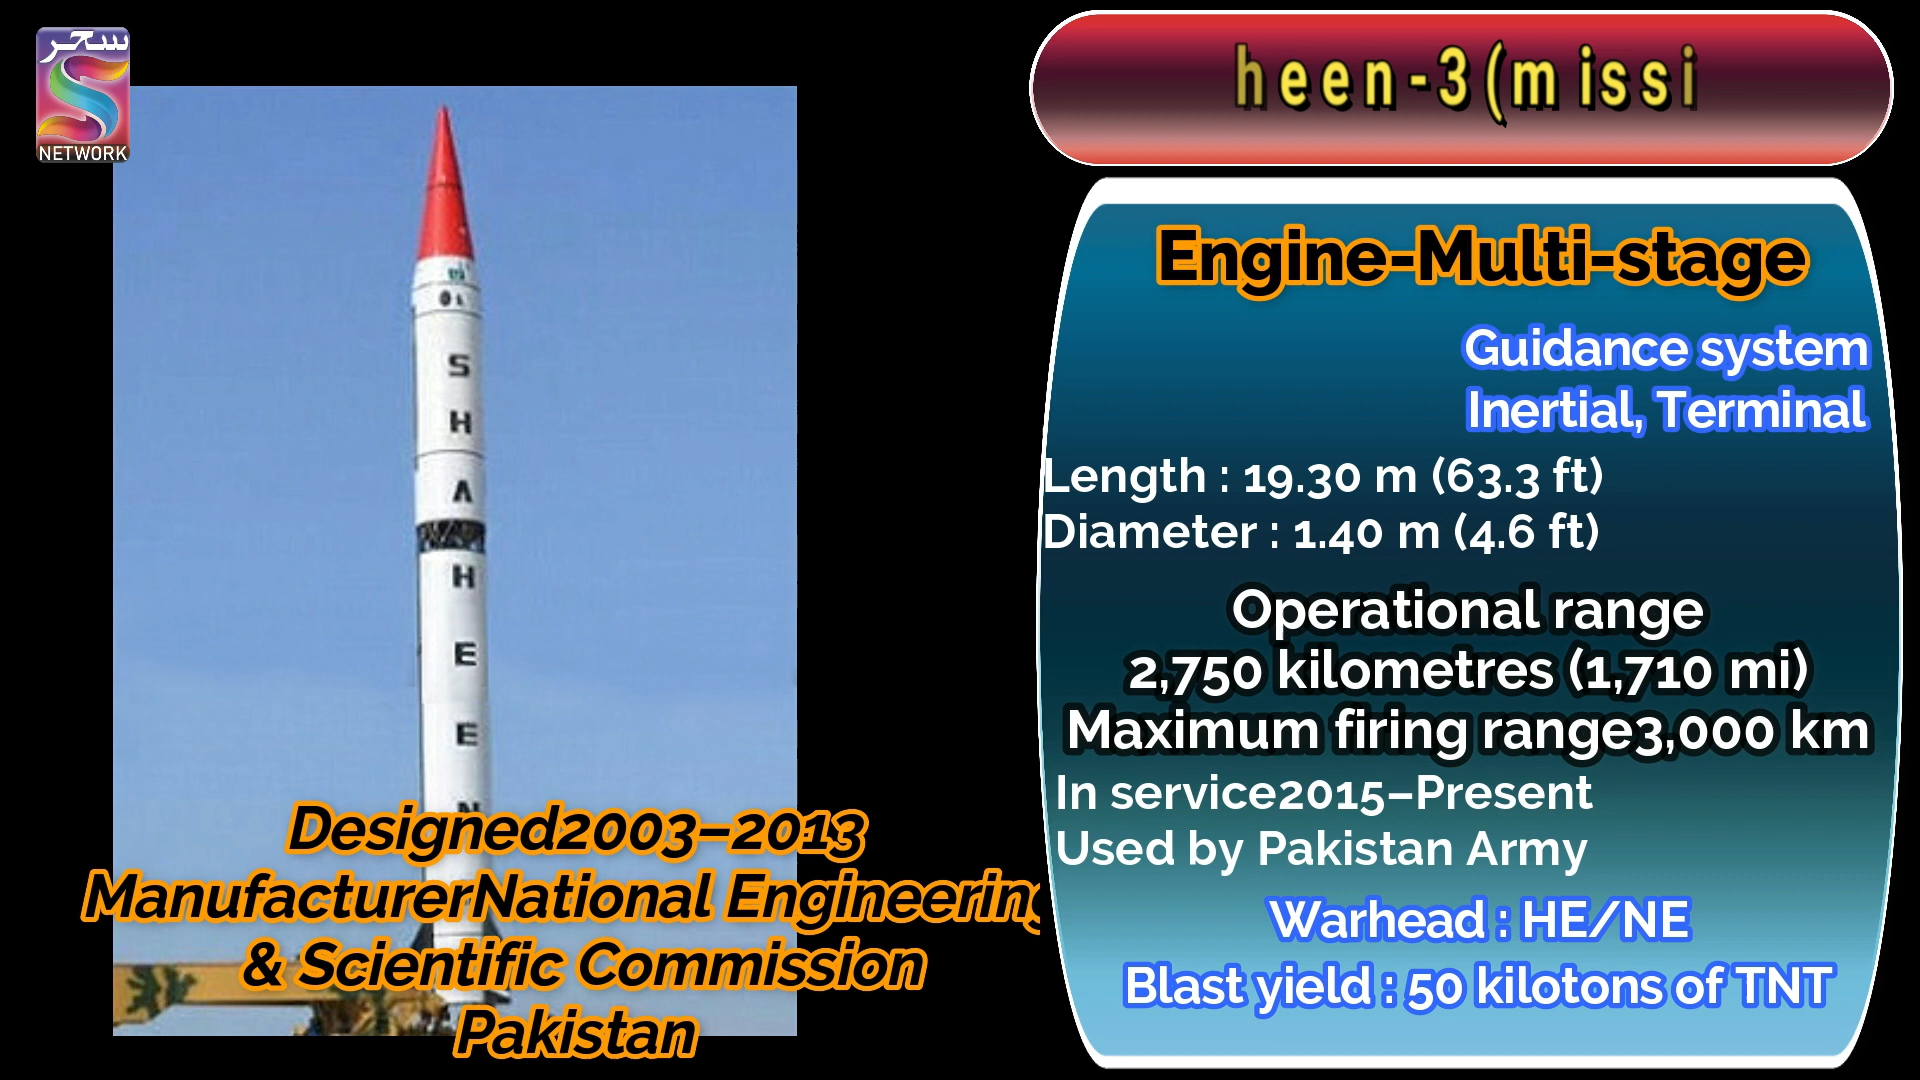 سحر
NETWORK
heen-3(missi
SHAHEEN
Engine-Multi-stage
Guidance system
Inertial, Terminal
Length : 19.30 m (63.3 ft)
Diameter : 1.40 m (4.6 ft)
Operational range
2,750 kilometres (1,710 mi)
Maximum firing range3,000 km
In service2015–Present
Used by Pakistan Army
Warhead : HE/NE
Blast yield : 50 kilotons of TNT
Designed2003–2013
ManufacturerNational Engineering
& Scientific Commission
Pakistan